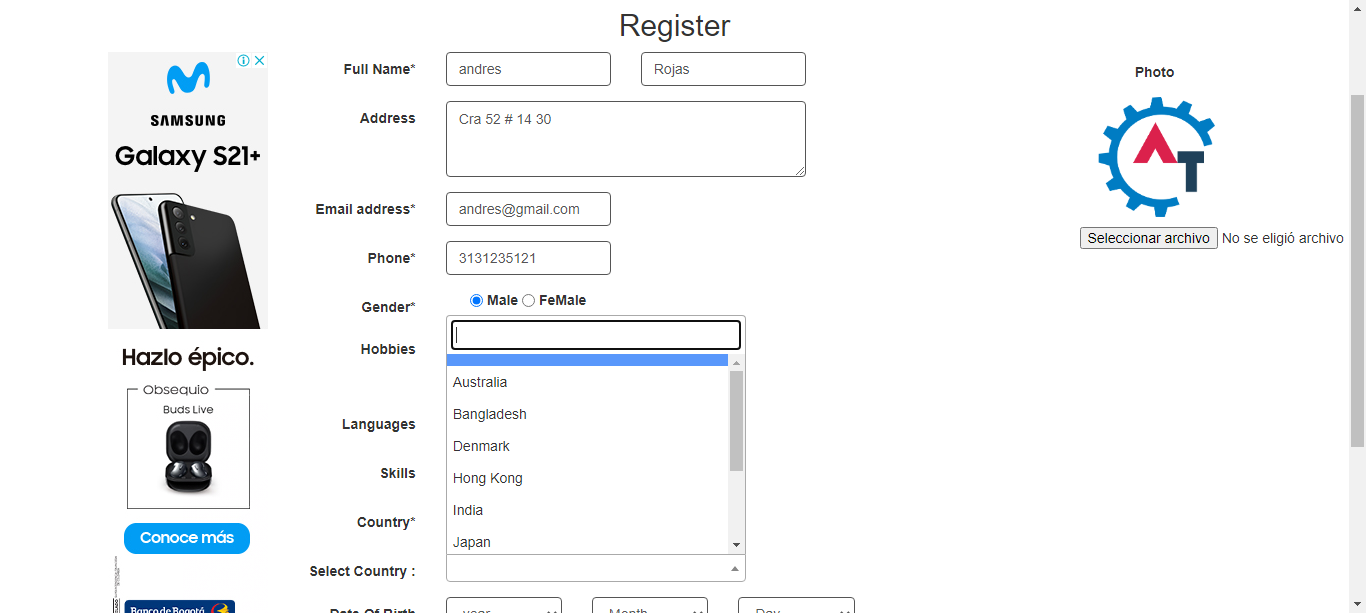 Register
Full Name*
andres
Rojas
Photo
Address
Cra 52 # 14 30
Email address*
andres@gmail.com
Seleccionar archivo No se eligió archivo
Phone*
3131235121
Gender*
Male FeMale
Hobbies
Australia
Bangladesh
Denmark
Hong Kong
India
Japan
Languages
Skills
Country*
Select Country :
Date Of Birth
year
Month
Day
SAMSUNG
Galaxy S21+
Hazlo épico.
Obsequio
Buds Live
Conoce más
Banco de Bogotá
AT